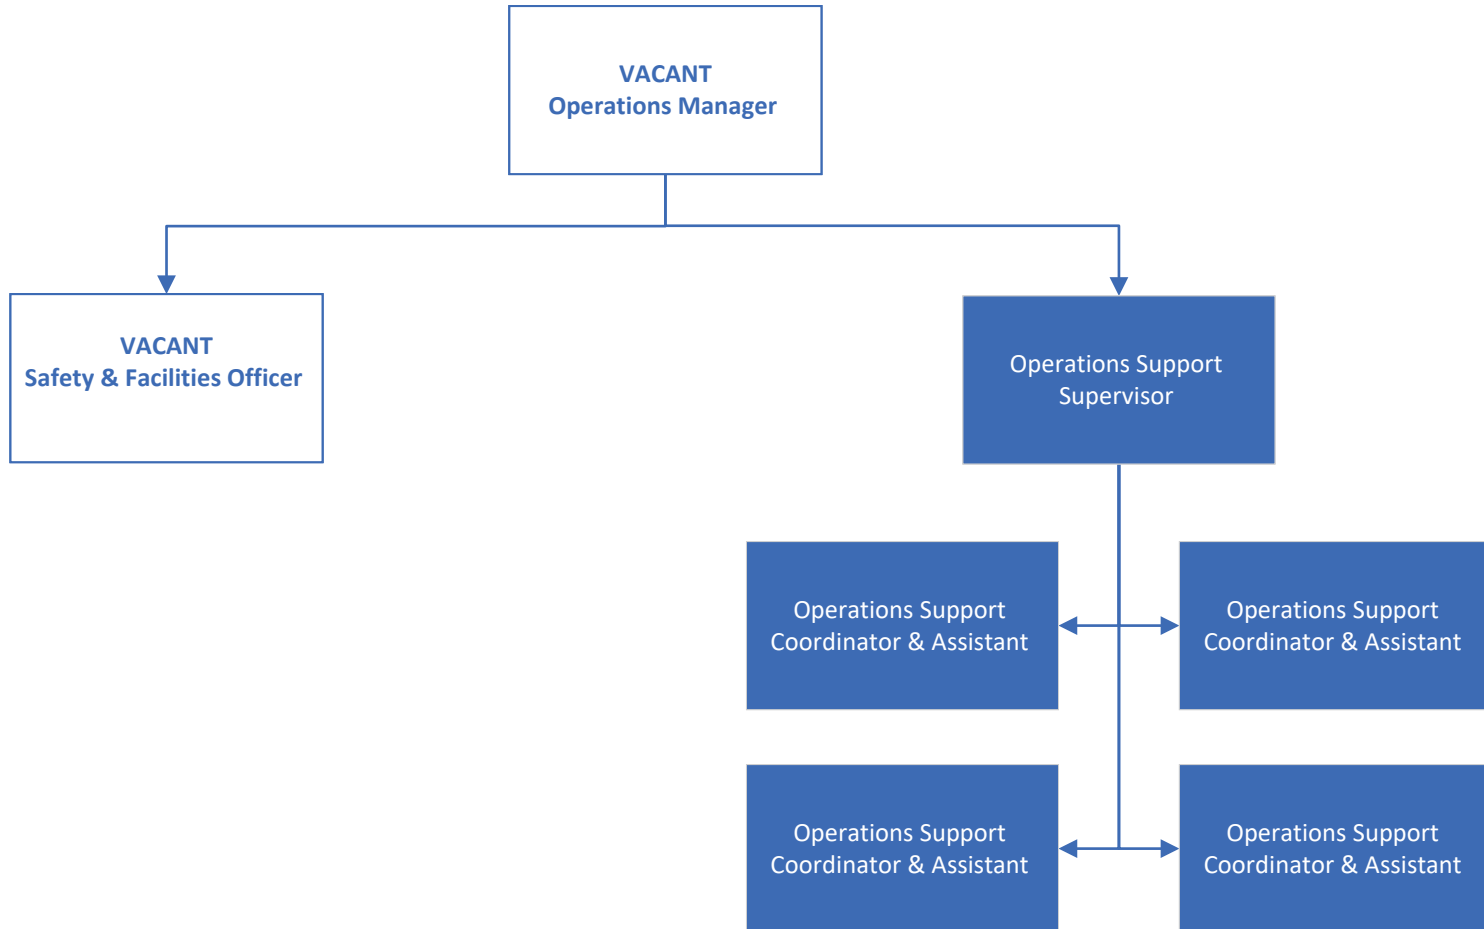 VACANT
Operations Manager
VACANT
Safety & Facilities Officer
Operations Support
Supervisor
Operations Support
Coordinator & Assistant
Operations Support
Coordinator & Assistant
Operations Support
Coordinator & Assistant
Operations Support
Coordinator & Assistant